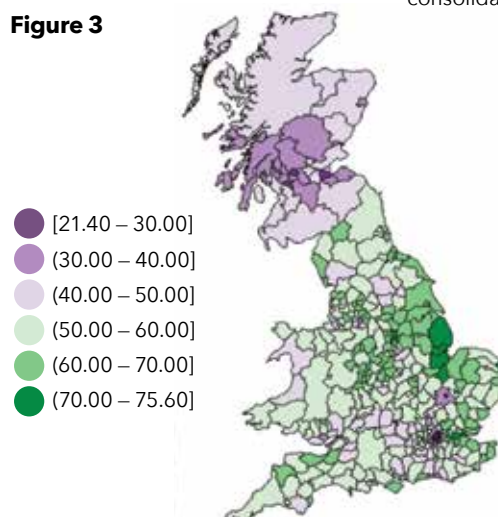 consolida
Figure 3
[21.40 – 30.00]
(30.00 – 40.00]
(40.00 – 50.00]
(50.00 – 60.00]
(60.00 – 70.00]
(70.00 – 75.60]